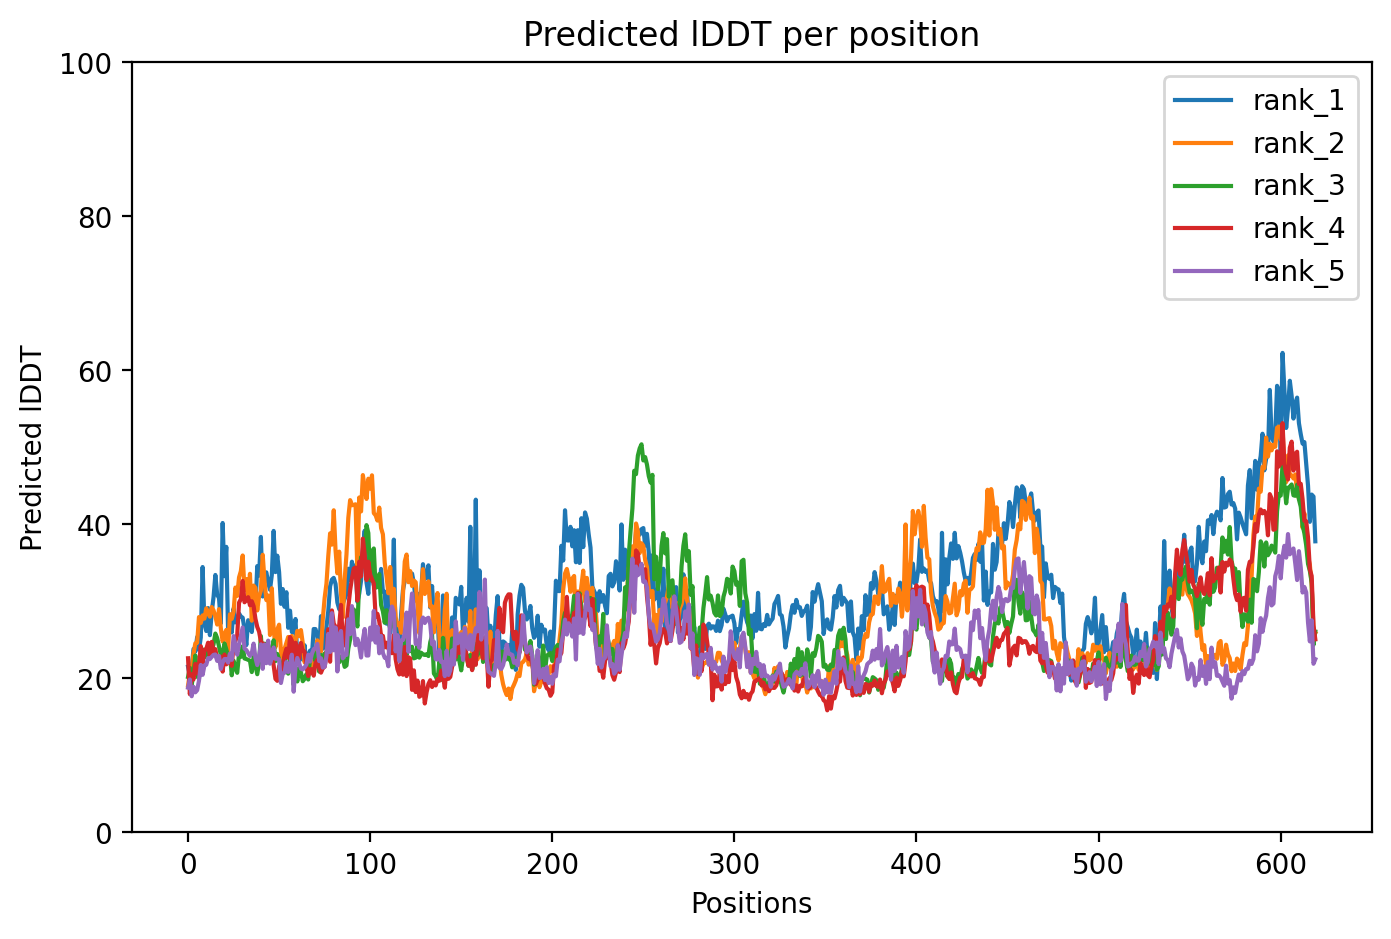 Predicted lDDT per position
100
80
60
40
20
0
Predicted lDDT
0 100 200 300 400 500 600
Positions
rank_1
rank_2
rank_3
rank_4
rank_5